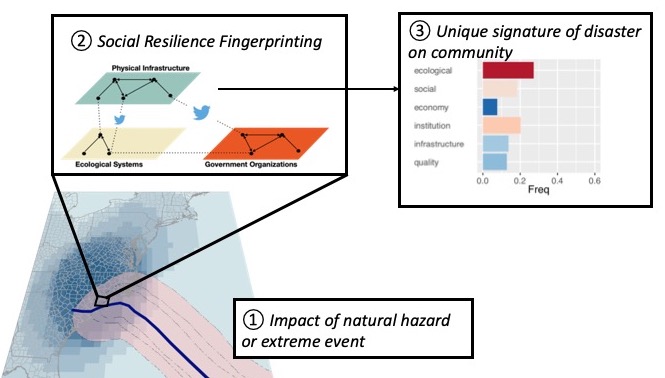 ② Social Resilience Fingerprinting
Physical Infrastructure
Ecological Systems
Government Organizations
③ Unique signature of disaster
on community
ecological
social
economy
institution
infrastructure
quality
0.0 0.2 0.4 0.6
Freq
① Impact of natural hazard
or extreme event